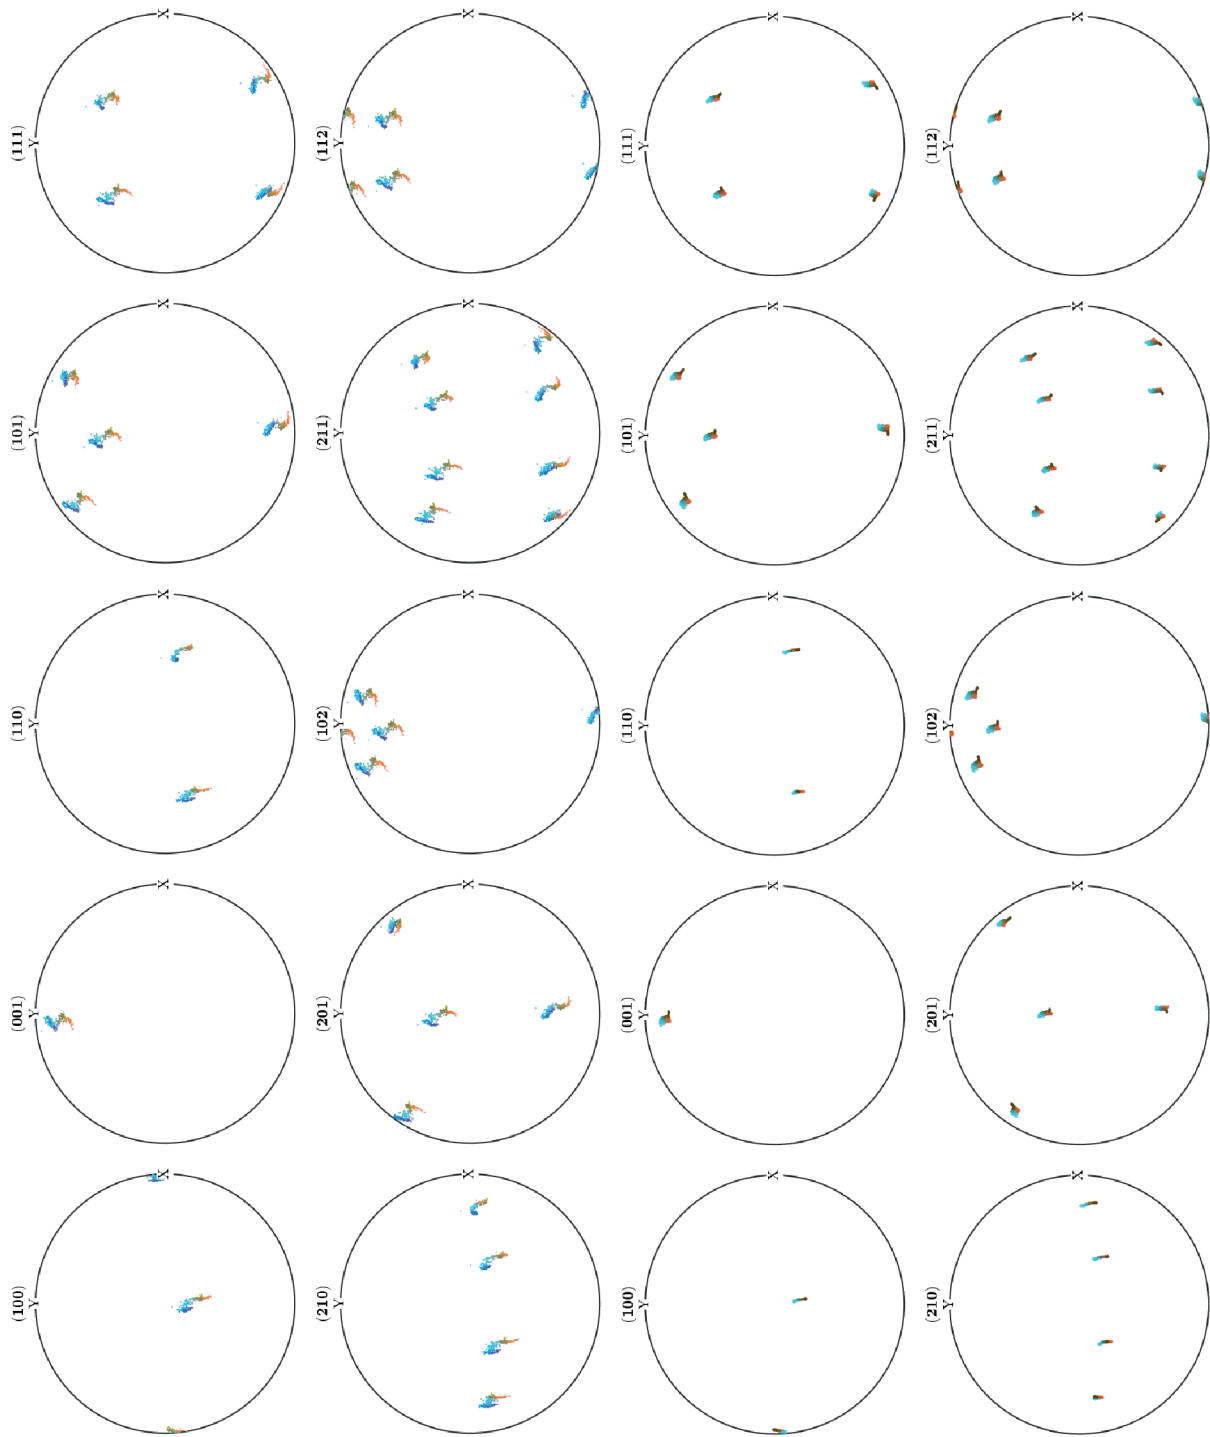 (100) (001) (110) (101) (111)
Y Y Y Y Y
X X X X X
(210) (201) (102) (211) (112)
Y Y Y Y Y
X X X X X
(100) (001) (110) (101) (111)
Y Y Y Y Y
X X X X X
(210) (201) (102) (211) (112)
Y Y Y Y Y
X X X X X